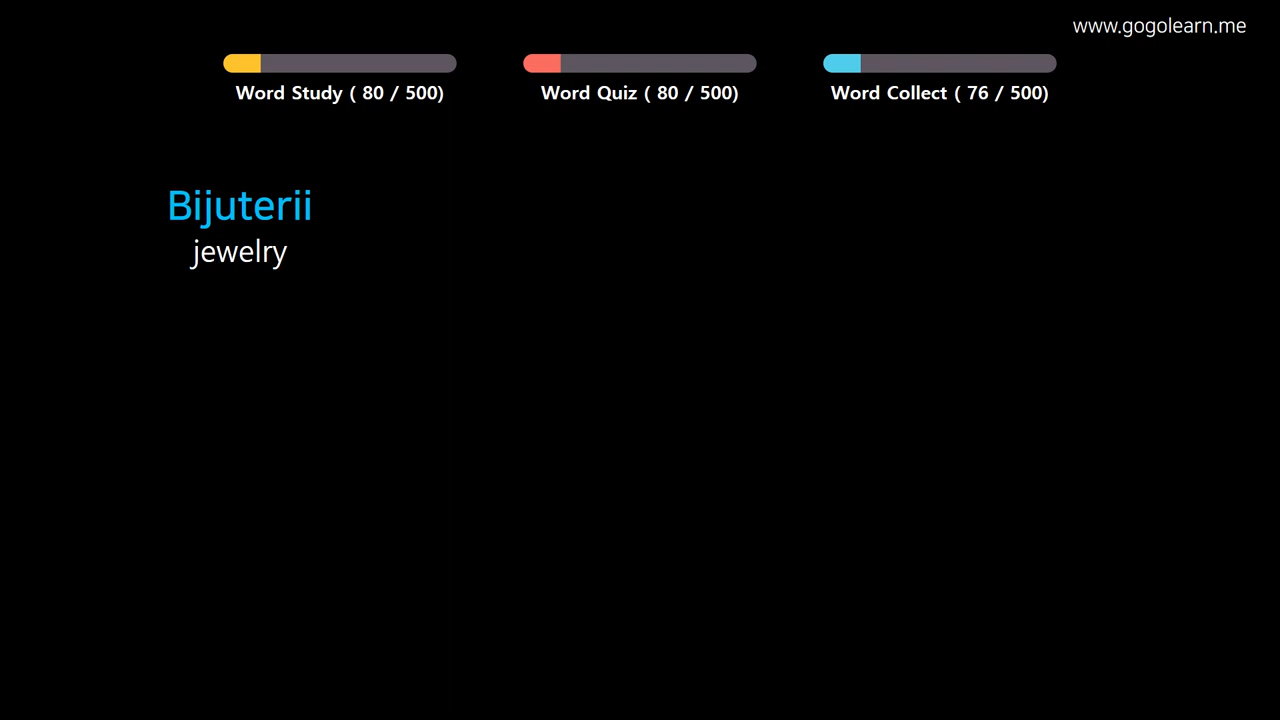 www.gogolearn.me
Word Study ( 80 / 500)
Word Quiz ( 80 / 500)
Word Collect ( 76 / 500)
Bijuterii
jewelry